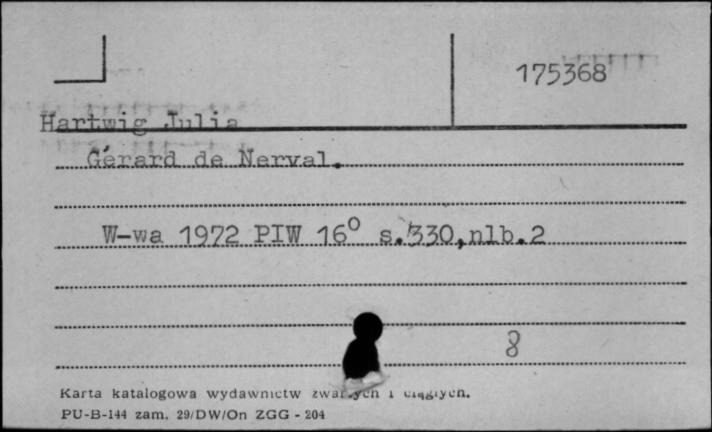 175368
Hartwig Julia
Gérard de Nerval.
W-wa 1972 PIW 16° s. 330,nlb.2
8
Karta katalogowa wydawnictw zwartych i ciągłych.
PU-B-144 zam. 29/DW/On ZGG - 204